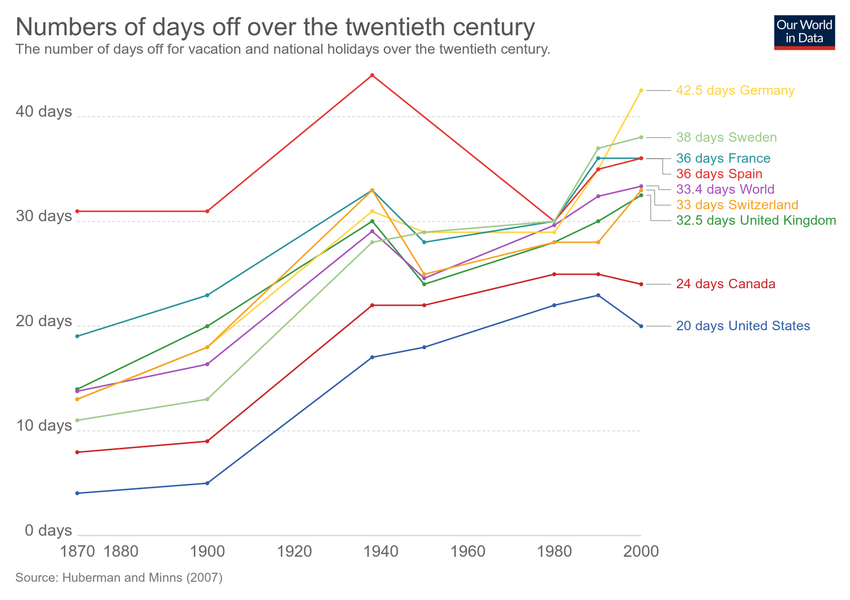 Numbers of days off over the twentieth century
The number of days off for vacation and national holidays over the twentieth century.
Our World
in Data
40 days
30 days
20 days
10 days
0 days
1870 1880 1900 1920 1940 1960 1980 2000
42.5 days Germany
38 days Sweden
36 days France
36 days Spain
33.4 days World
33 days Switzerland
32.5 days United Kingdom
24 days Canada
20 days United States
Source: Huberman and Minns (2007)